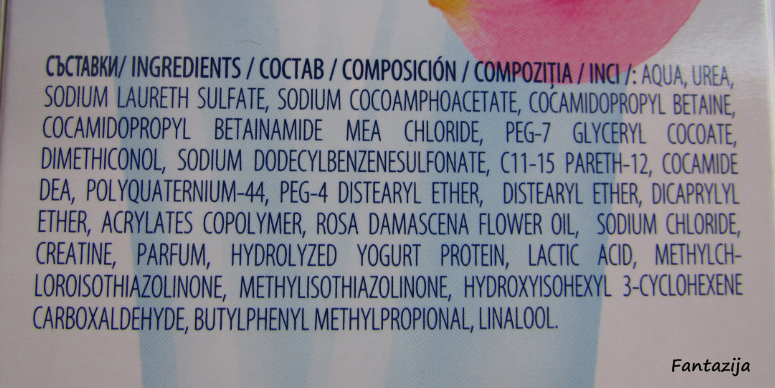 СЪСТАВКИ/ INGREDIENTS / СОСТАВ / COMPOSICIÓN / COMPOZIŢIA / INCI /: AQUA, UREA,
SODIUM LAURETH SULFATE, SODIUM COCOAMPHOACETATE, COCAMIDOPROPYL BETAINE,
COCAMIDOPROPYL BETAINAMIDE MEA CHLORIDE, PEG-7 GLYCERYL COCOATE,
DIMETHICONOL, SODIUM DODECYLBENZENESULFONATE, C11-15 PARETH-12, COCAMIDE
DEA, POLYQUATERNIUM-44, PEG-4 DISTEARYL ETHER, DISTEARYL ETHER, DICAPRYLYL
ETHER, ACRYLATES COPOLYMER, ROSA DAMASCENA FLOWER OIL, SODIUM CHLORIDE,
CREATINE, PARFUM, HYDROLYZED YOGURT PROTEIN, LACTIC ACID, METHYLCH-
LOROISOTHIAZOLINONE, METHYLISOTHIAZOLINONE, HYDROXYISOHEXYL 3-CYCLOHEXENE
CARBOXALDEHYDE, BUTYLPHENYL METHYLPROPIONAL, LINALOOL.
Fantazija